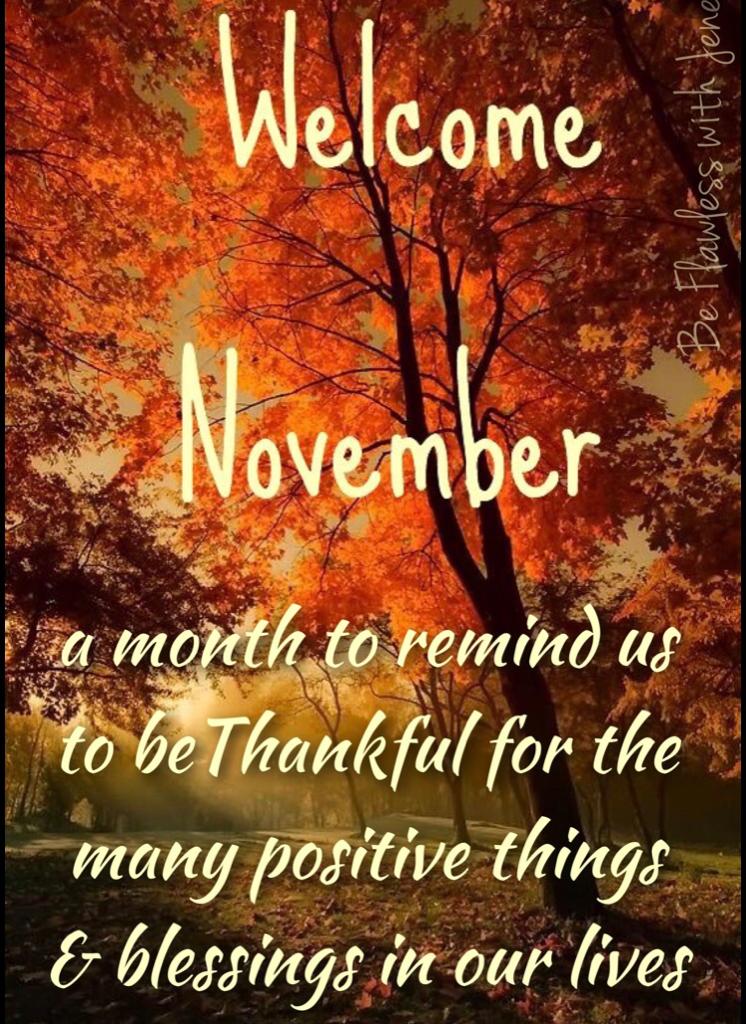 Welcome
November
a month to remind us
to beThankful for the
many positive things
& blessings in our lives
Be Flawless with Jene